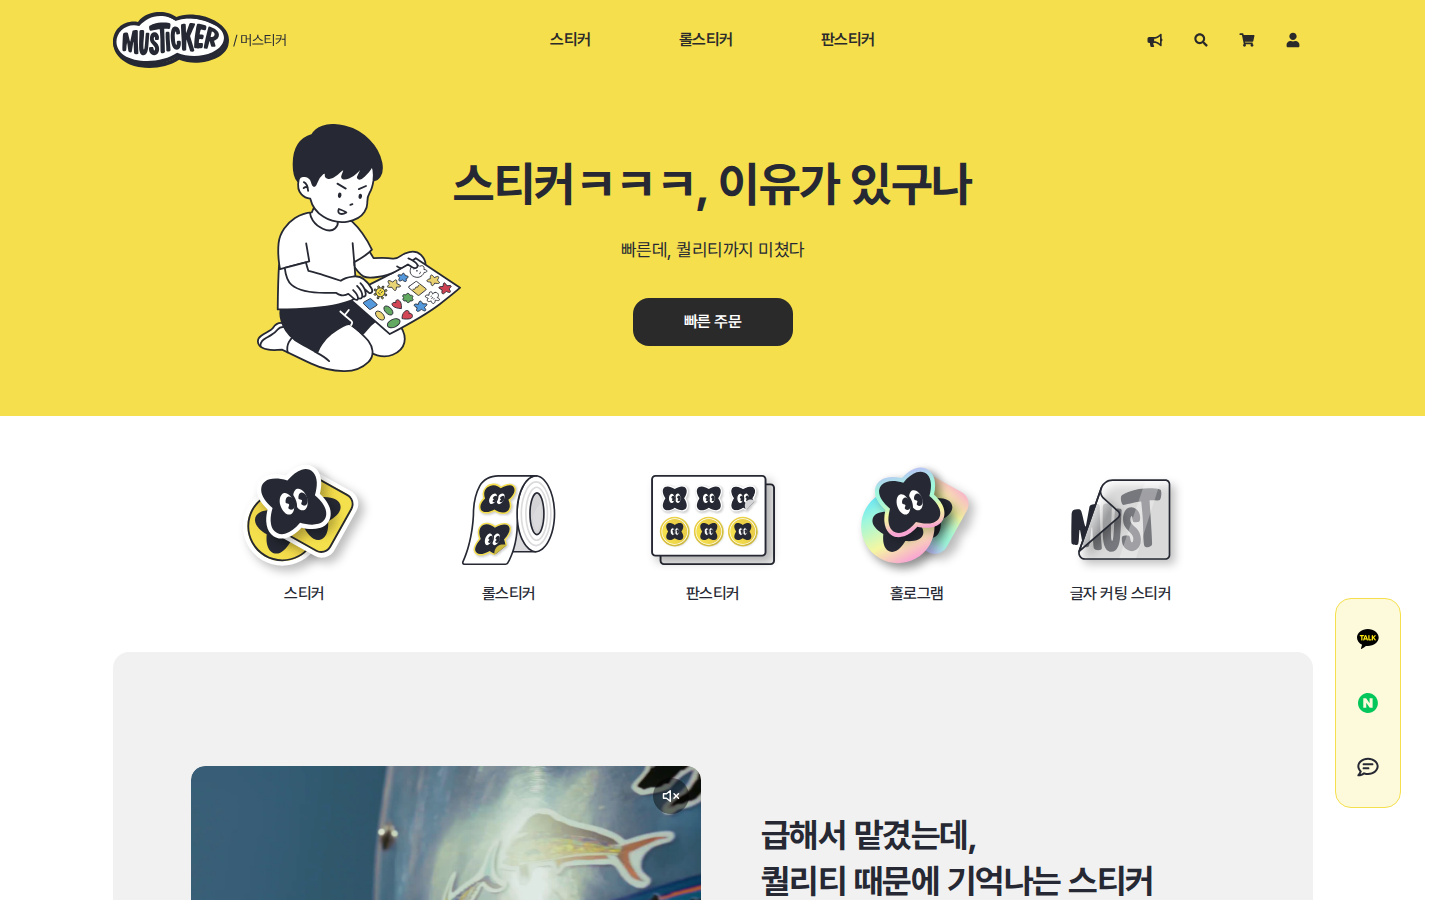 MUSTICKER / 머스티커
스티커 롤스티커 판스티커
스티커ㅋㅋㅋ, 이유가 있구나
빠른데, 퀄리티까지 미쳤다
빠른 주문
MUST
스티커 롤스티커 판스티커 홀로그램 글자 커팅 스티커
TALK
N
급해서 맡겼는데,
퀄리티 때문에 기억나는 스티커